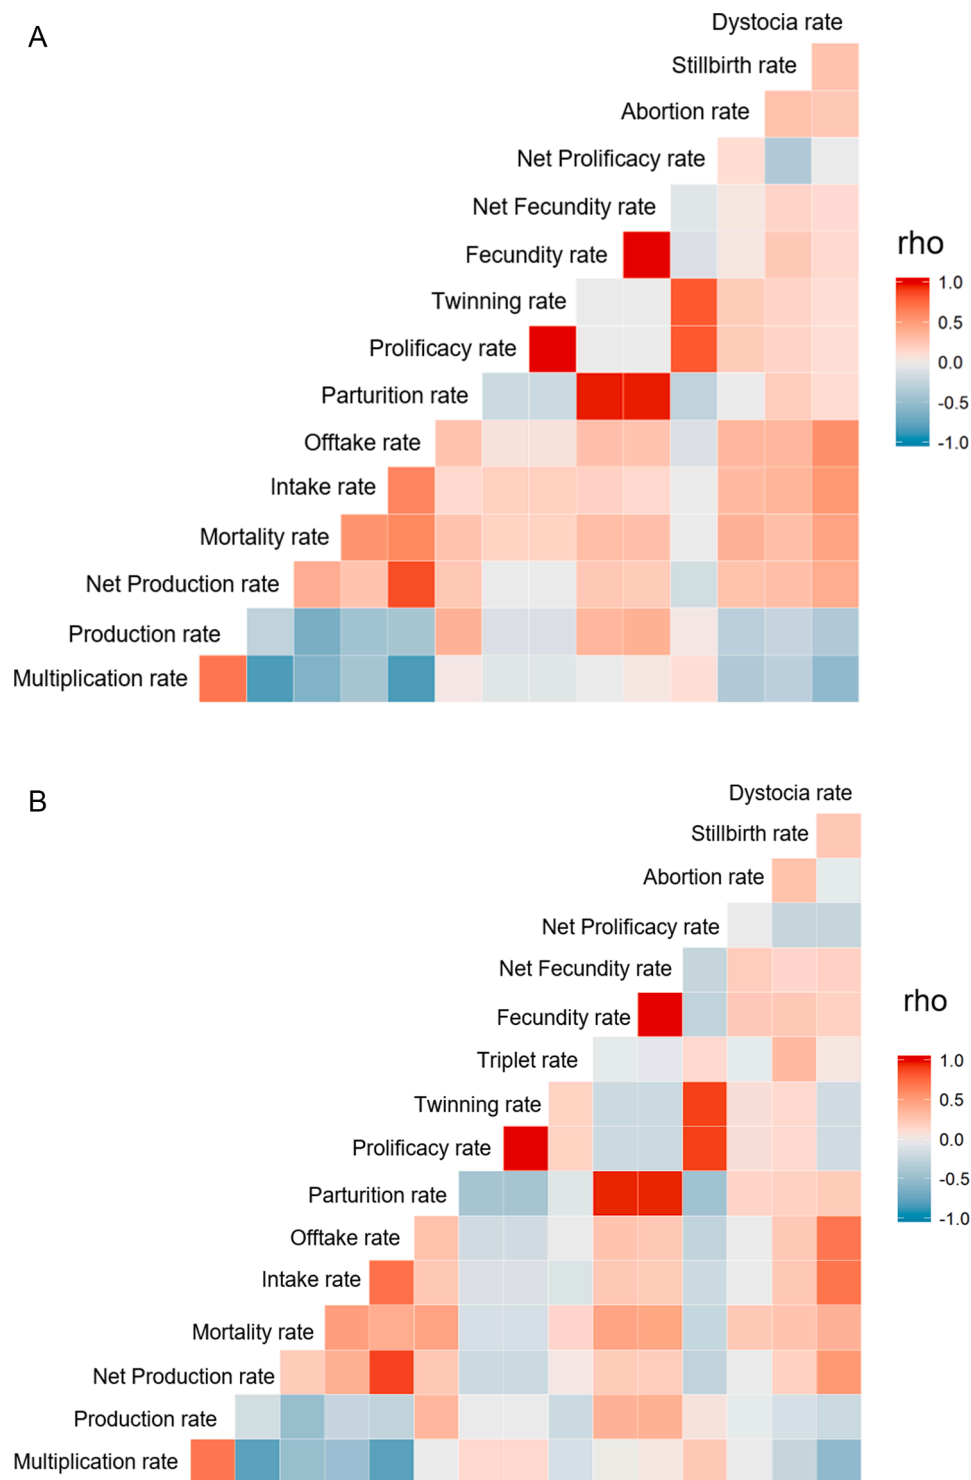 A
Dystocia rate
Stillbirth rate
Abortion rate
Net Prolificacy rate
Net Fecundity rate
Fecundity rate
Twinning rate
Prolificacy rate
Parturition rate
Offtake rate
Intake rate
Mortality rate
Net Production rate
Production rate
Multiplication rate
rho
1.0
0.5
0.0
-0.5
-1.0
B
Dystocia rate
Stillbirth rate
Abortion rate
Net Prolificacy rate
Net Fecundity rate
Fecundity rate
Triplet rate
Twinning rate
Prolificacy rate
Parturition rate
Offtake rate
Intake rate
Mortality rate
Net Production rate
Production rate
Multiplication rate
rho
1.0
0.5
0.0
-0.5
-1.0